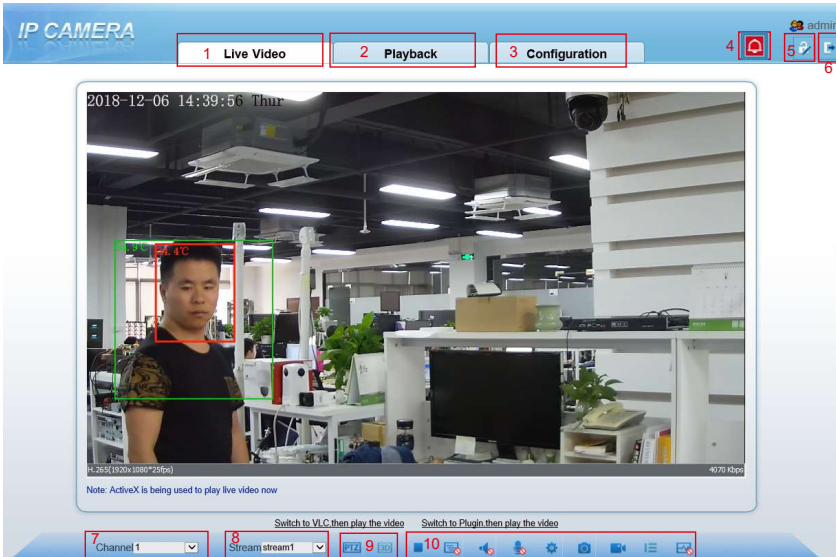 IP CAMERA
admin
1 Live Video
2 Playback
3 Configuration
4
5
6
2018-12-06 14:39:56 Thur
4℃
H.265(1920x1080*25fps)
4070 Kbps
Note: ActiveX is being used to play live video now
Switch to VLC,then play the video
Switch to Plugin,then play the video
7 Channel 1
8 Stream stream1
PTZ 9 3D
10